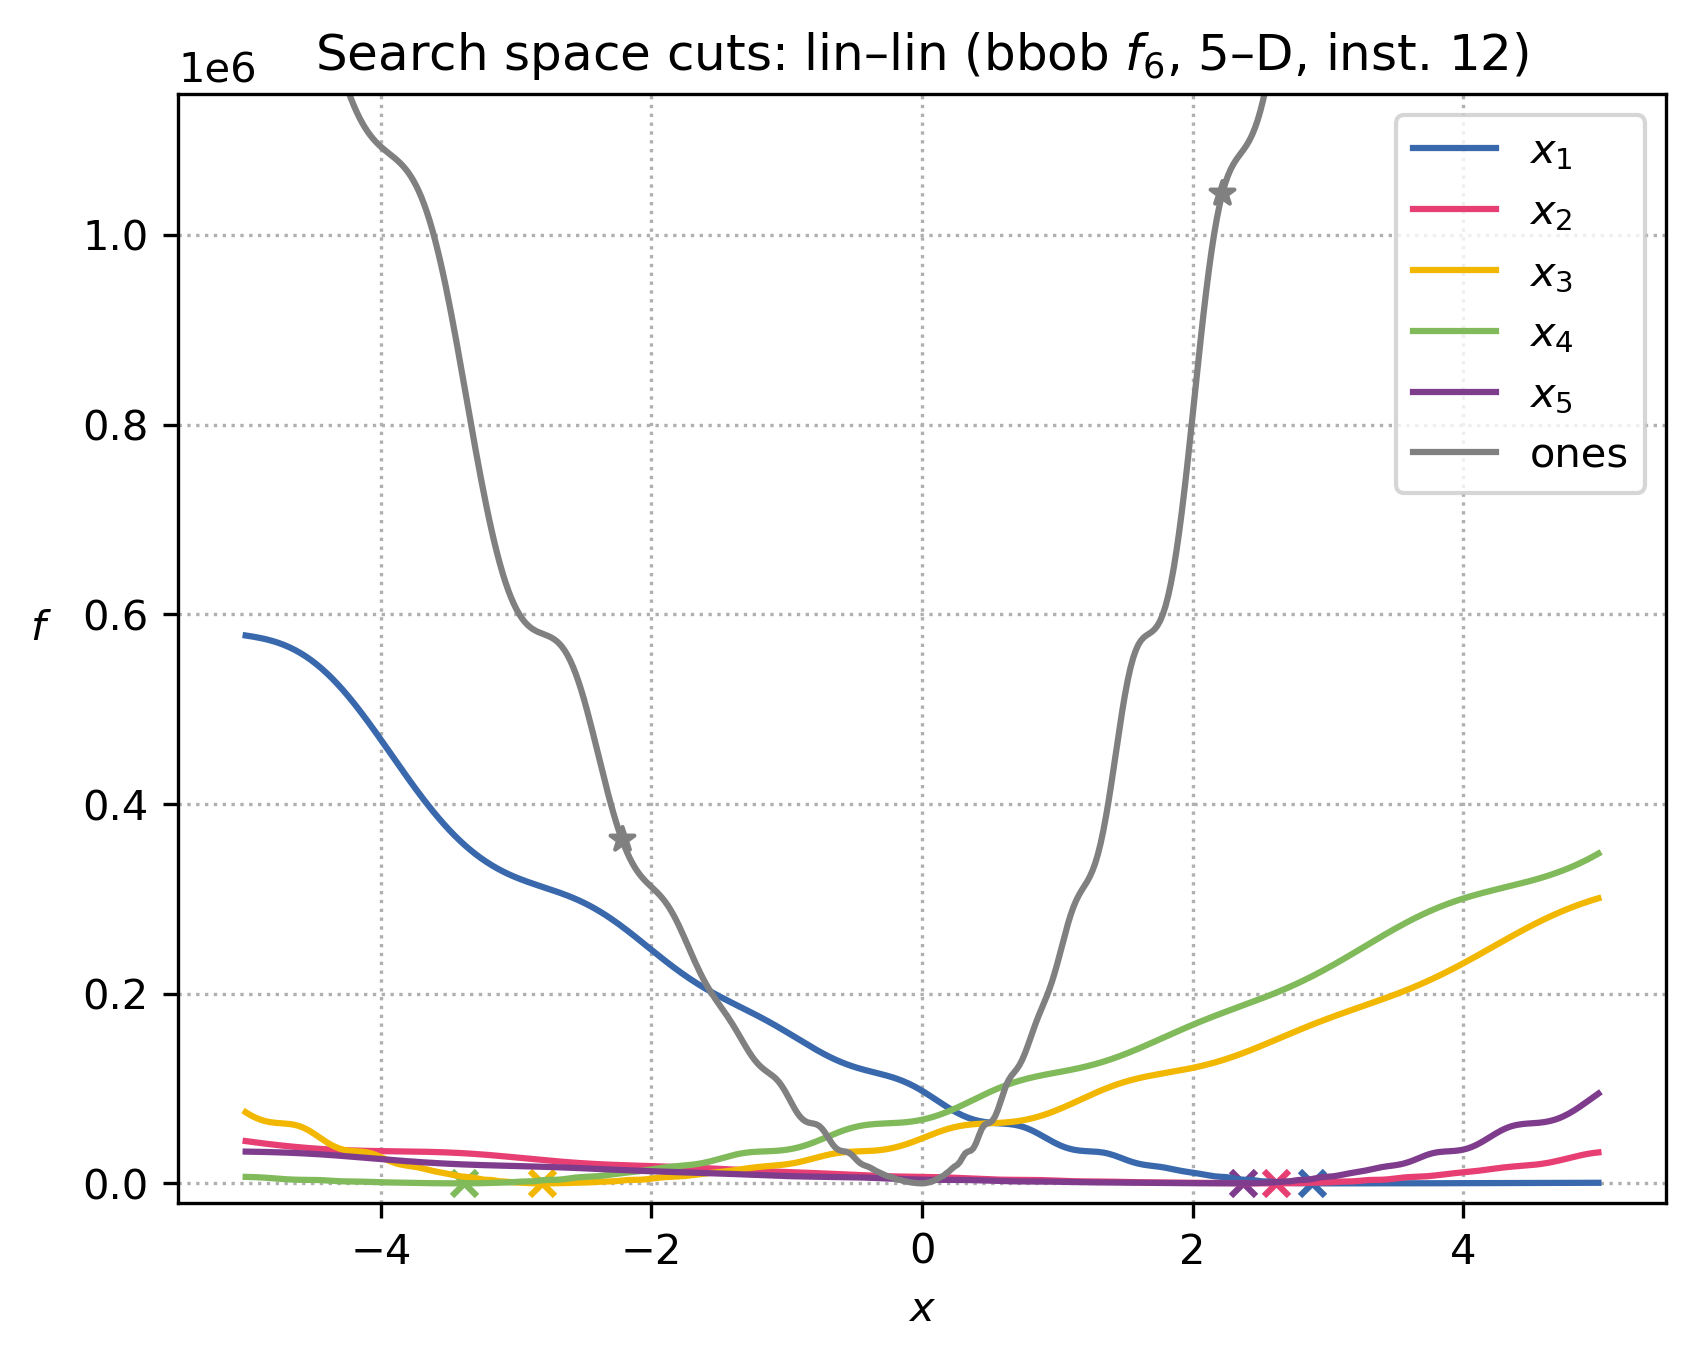 Search space cuts: lin–lin (bbob f₆, 5–D, inst. 12)
1e6
1.0
0.8
0.6
0.4
0.2
0.0
f
−4
−2
0
2
4
x
x₁
x₂
x₃
x₄
x₅
ones